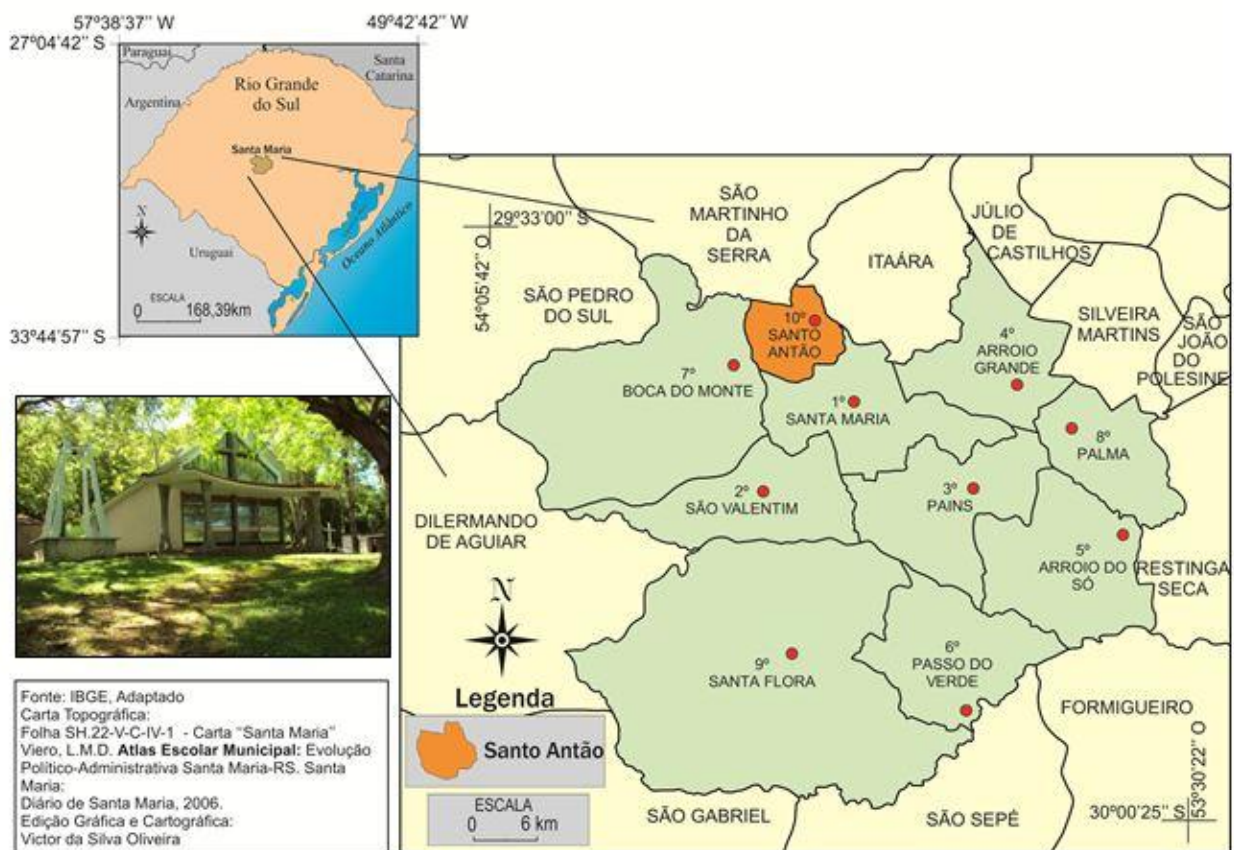 57º38'37'' W
49º42'42'' W
27º04'42'' S
33º44'57'' S
Paraguai
Santa
Catarina
Argentina
Rio Grande
do Sul
Santa Maria
N
Uruguai
Oceano Atlântico
ESCALA
0 168,39km
29º33'00'' S
54º05'42'' O
SÃO
MARTINHO
DA
SERRA
ITAÁRA
JÚLIO
DE
CASTILHOS
SÃO PEDRO
DO SUL
SILVEIRA
MARTINS
SÃO
JOÃO
DO
POLESINE
10º
SANTO
ANTÃO
4º
ARROIO
GRANDE
7º
BOCA DO MONTE
1º
SANTA MARIA
8º
PALMA
2º
SÃO VALENTIM
3º
PAINS
DILERMANDO
DE AGUIAR
5º
ARROIO DO
SÓ
RESTINGA
SECA
9º
SANTA FLORA
6º
PASSO DO
VERDE
FORMIGUEIRO
SÃO GABRIEL
SÃO SEPÉ
30º00'25'' S
53º30'22'' O
N
Legenda
Santo Antão
ESCALA
0 6 km
Fonte: IBGE, Adaptado
Carta Topográfica:
Folha SH.22-V-C-IV-1 - Carta "Santa Maria"
Viero, L.M.D. Atlas Escolar Municipal: Evolução
Político-Administrativa Santa Maria-RS. Santa
Maria:
Diário de Santa Maria, 2006.
Edição Gráfica e Cartográfica:
Victor da Silva Oliveira